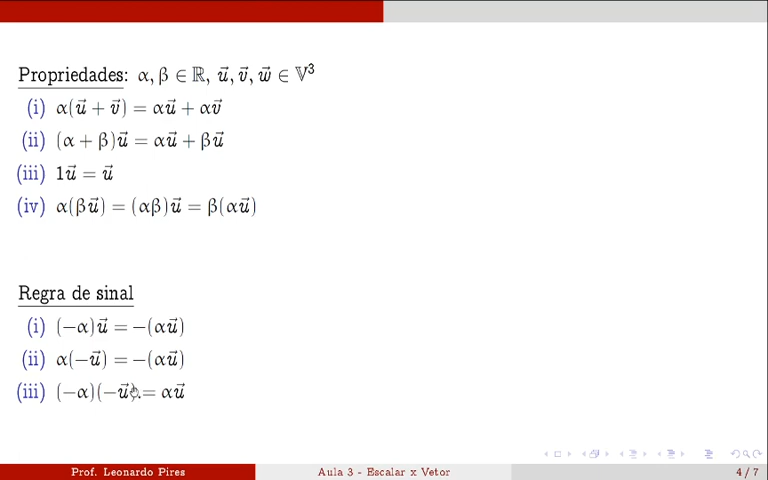 Propriedades: α, β ∈ ℝ, u⃗, v⃗, w⃗ ∈ 𝕍³
(i) α(u⃗ + v⃗) = αu⃗ + αv⃗
(ii) (α + β)u⃗ = αu⃗ + βu⃗
(iii) 1u⃗ = u⃗
(iv) α(βu⃗) = (αβ)u⃗ = β(αu⃗)
Regra de sinal
(i) (−α)u⃗ = −(αu⃗)
(ii) α(−u⃗) = −(αu⃗)
(iii) (−α)(−u⃗) = αu⃗
Prof. Leonardo Pires Aula 3 - Escalar x Vetor 4 / 7